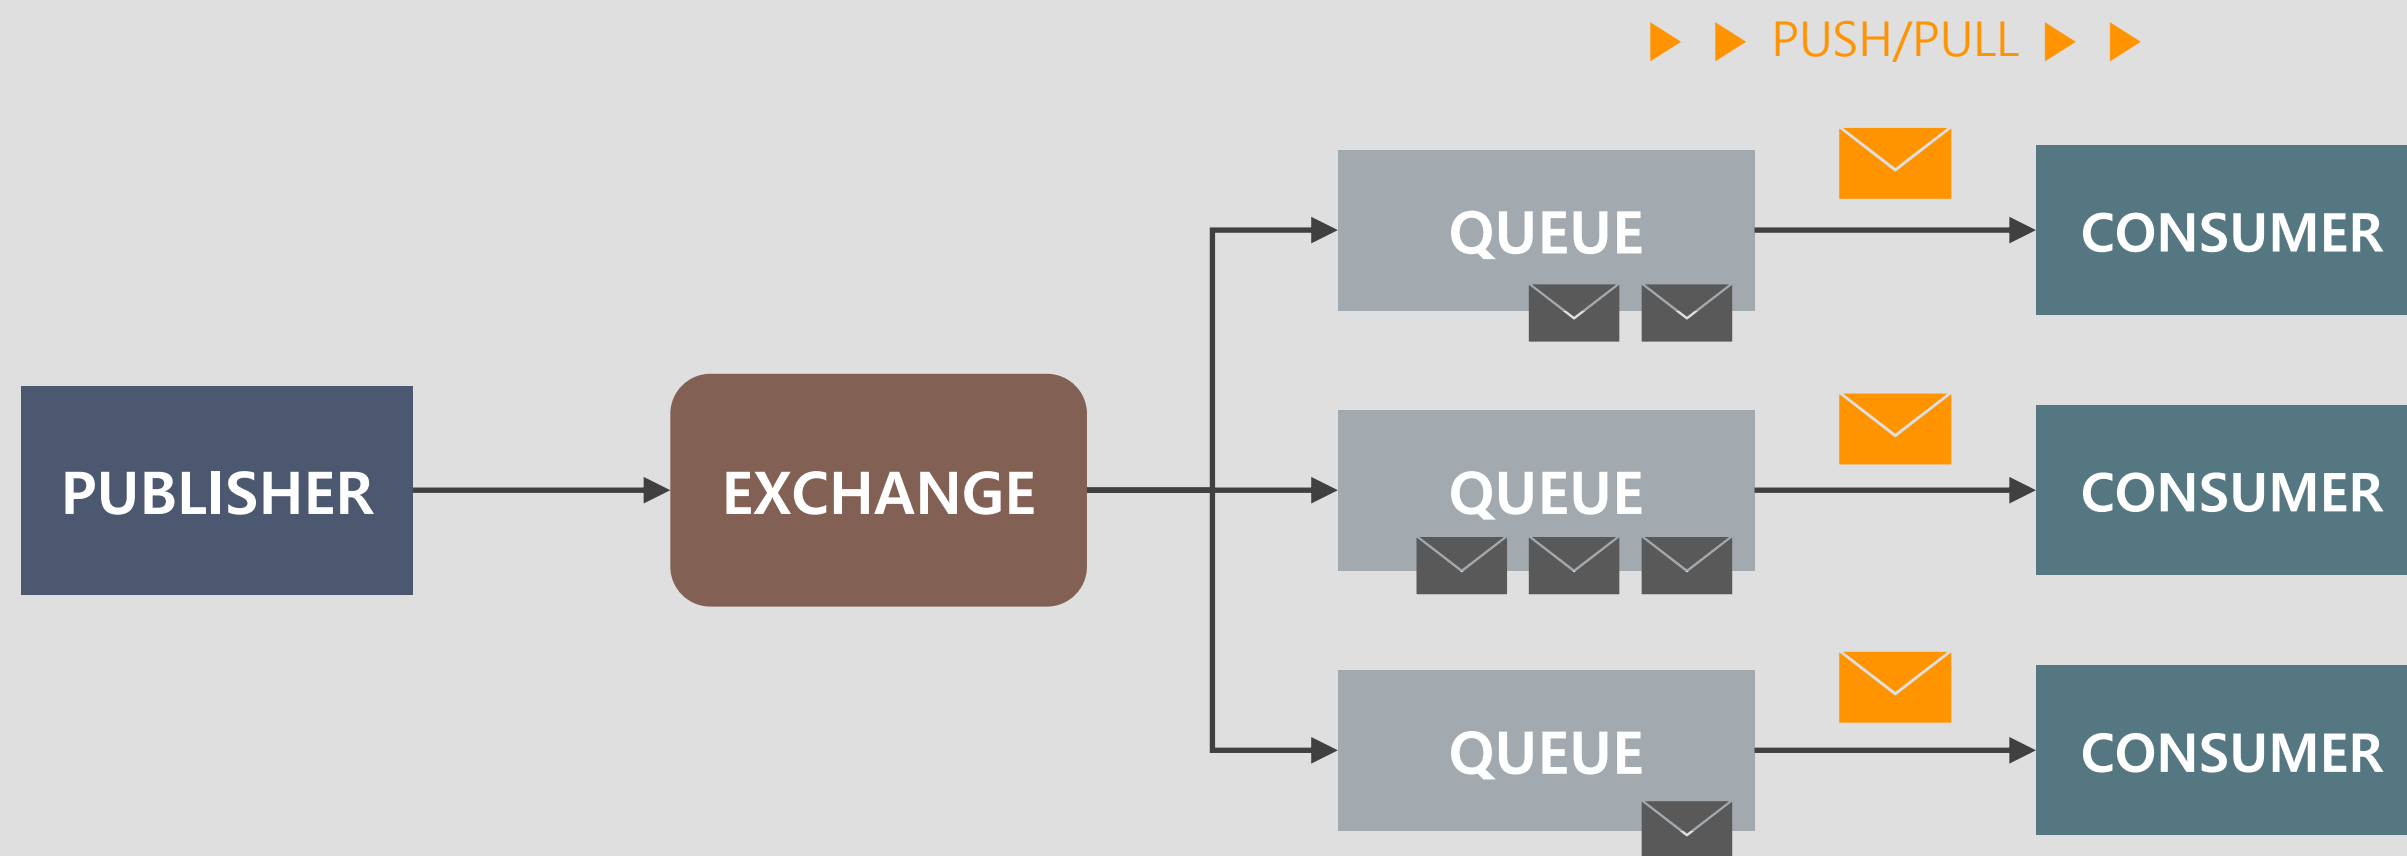 PUSH/PULL
QUEUE
CONSUMER
PUBLISHER
EXCHANGE
QUEUE
CONSUMER
QUEUE
CONSUMER